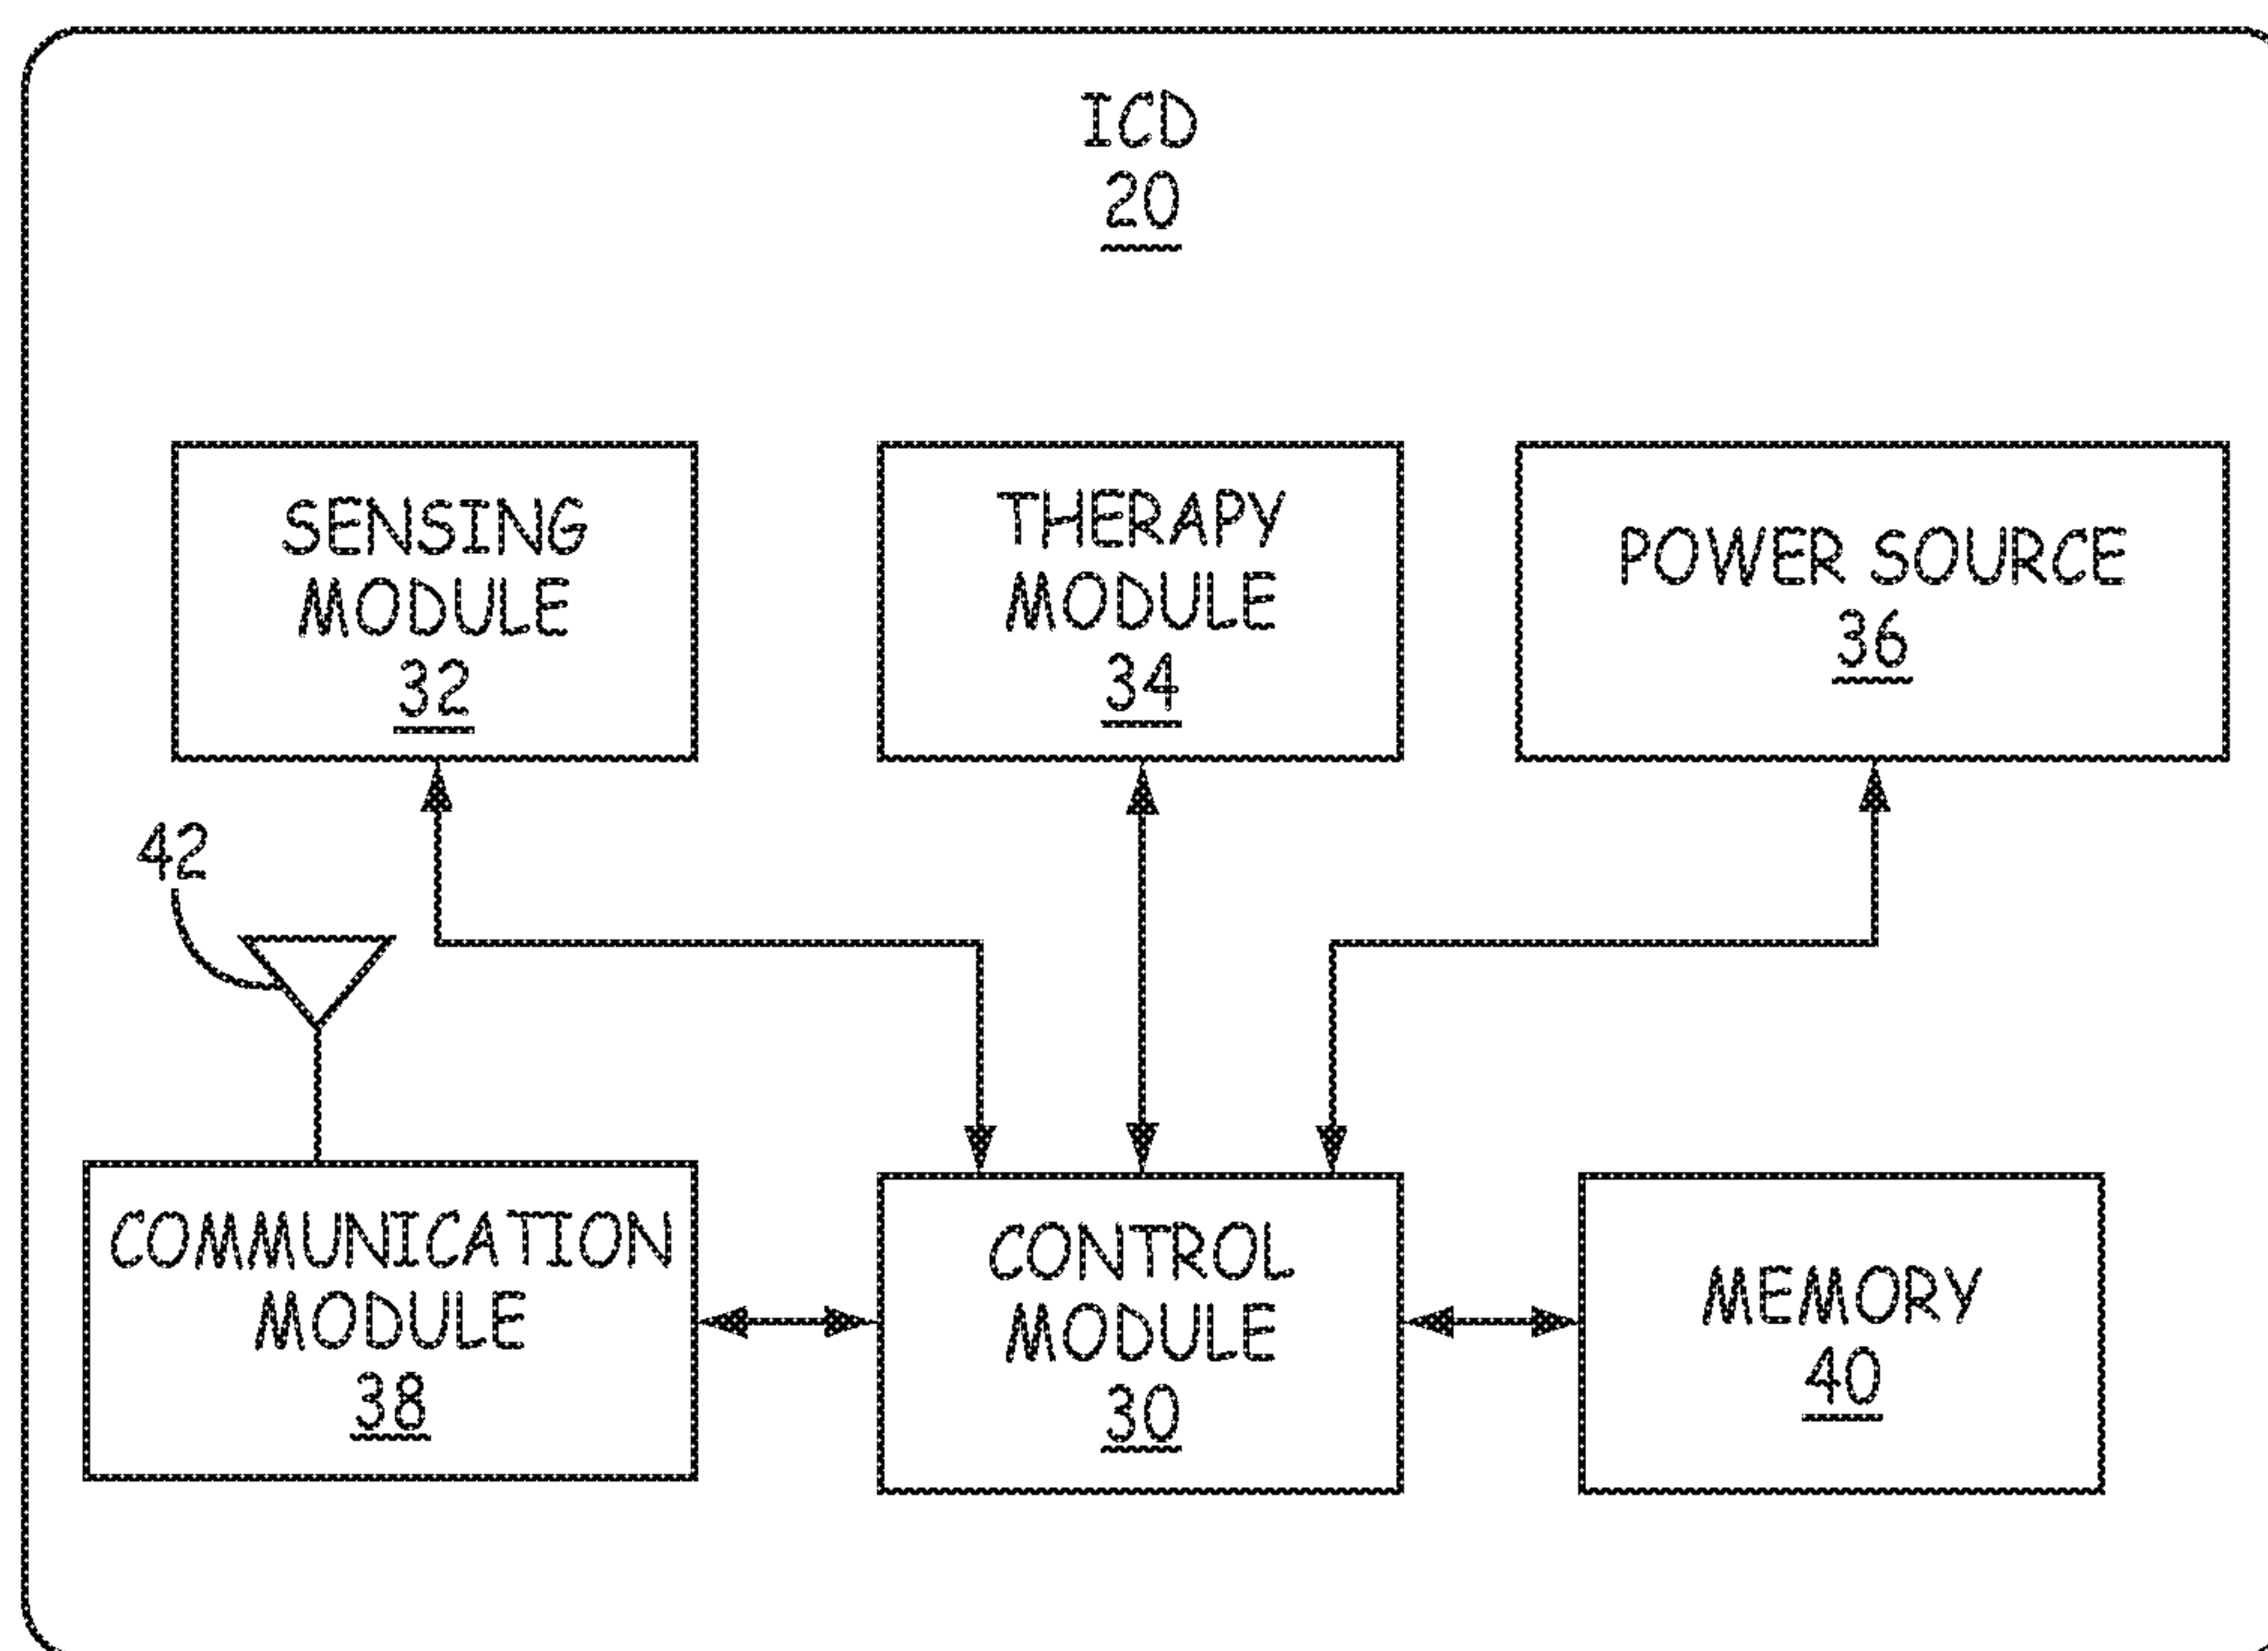 ICD
20
SENSING
MODULE
32
THERAPY
MODULE
34
POWER SOURCE
36
42
COMMUNICATION
MODULE
38
CONTROL
MODULE
30
MEMORY
40